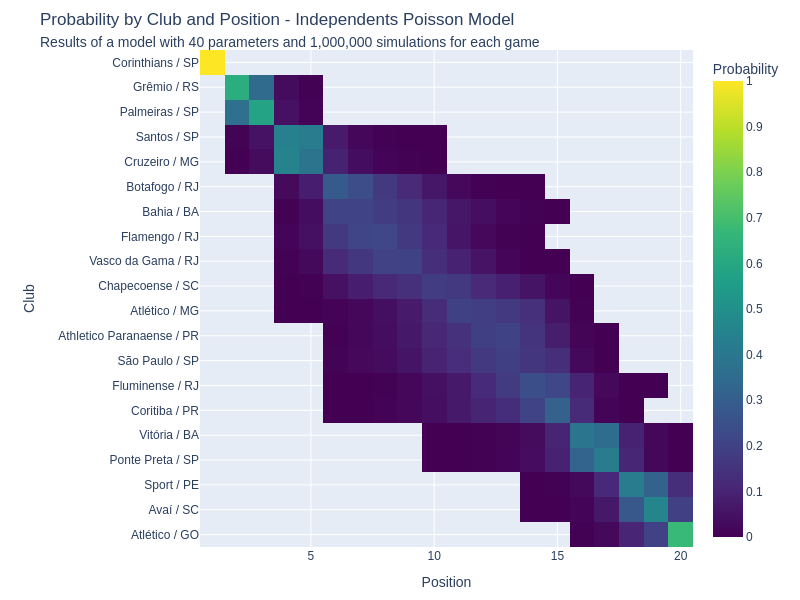 Probability by Club and Position - Independents Poisson Model
Results of a model with 40 parameters and 1,000,000 simulations for each game
Probability
Club
Corinthians / SP
Grêmio / RS
Palmeiras / SP
Santos / SP
Cruzeiro / MG
Botafogo / RJ
Bahia / BA
Flamengo / RJ
Vasco da Gama / RJ
Chapecoense / SC
Atlético / MG
Athletico Paranaense / PR
São Paulo / SP
Fluminense / RJ
Coritiba / PR
Vitória / BA
Ponte Preta / SP
Sport / PE
Avaí / SC
Atlético / GO
1
0.9
0.8
0.7
0.6
0.5
0.4
0.3
0.2
0.1
0
5
10
15
20
Position